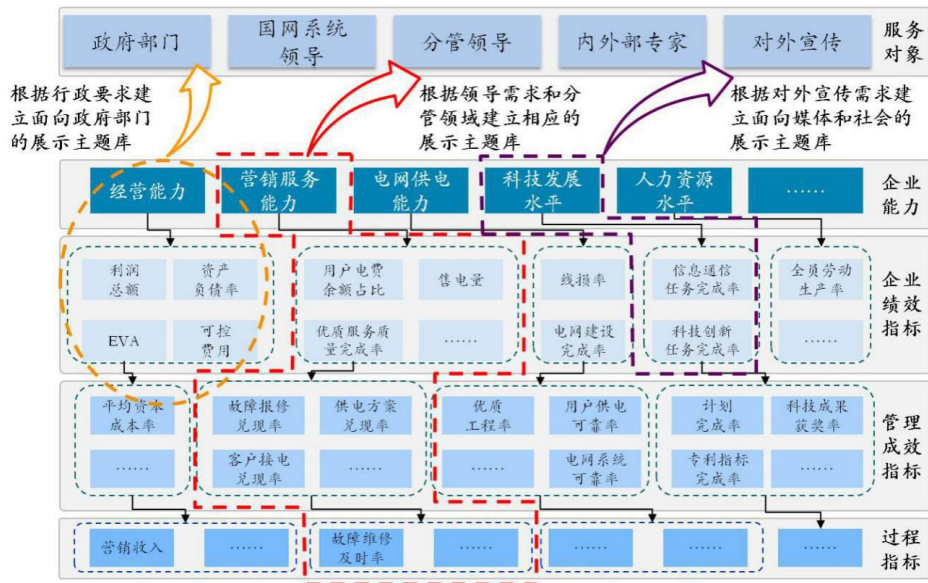 政府部门
国网系统
领导
分管领导
内外部专家
对外宣传
服务
对象
根据行政要求建
立面向政府部门
的展示主题库
根据领导需求和分
管领域建立相应的
展示主题库
根据对外宣传需求建
立面向媒体和社会的
展示主题库
经营能力
营销服务
能力
电网供电
能力
科技发展
水平
人力资源
水平
……
企业
能力
利润
总额
资产
负债率
用户电费
余额占比
售电量
线损率
信息通信
任务完成率
全员劳动
生产率
EVA
可控
费用
优质服务质
量完成率
……
电网建设
完成率
科技创新
任务完成率
……
企业
绩效
指标
平均资本
成本率
故障报修
兑现率
供电方案
兑现率
优质
工程率
用户供电
可靠率
计划
完成率
科技成果
获奖率
……
客户接电
兑现率
……
……
电网系统
可靠率
专利指标
完成率
……
管理
成效
指标
营销收入
……
故障维修
及时率
……
……
……
……
过程
指标